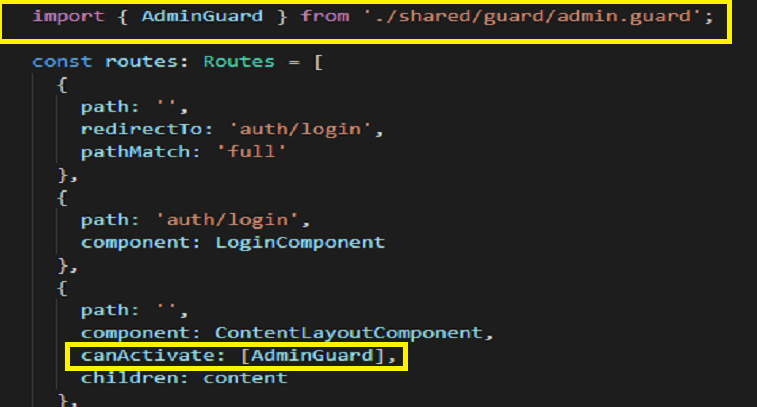 import { AdminGuard } from './shared/guard/admin.guard';
const routes: Routes = [
{
path: '',
redirectTo: 'auth/login',
pathMatch: 'full'
},
{
path: 'auth/login',
component: LoginComponent
},
{
path: '',
component: ContentLayoutComponent,
canActivate: [AdminGuard],
children: content
},